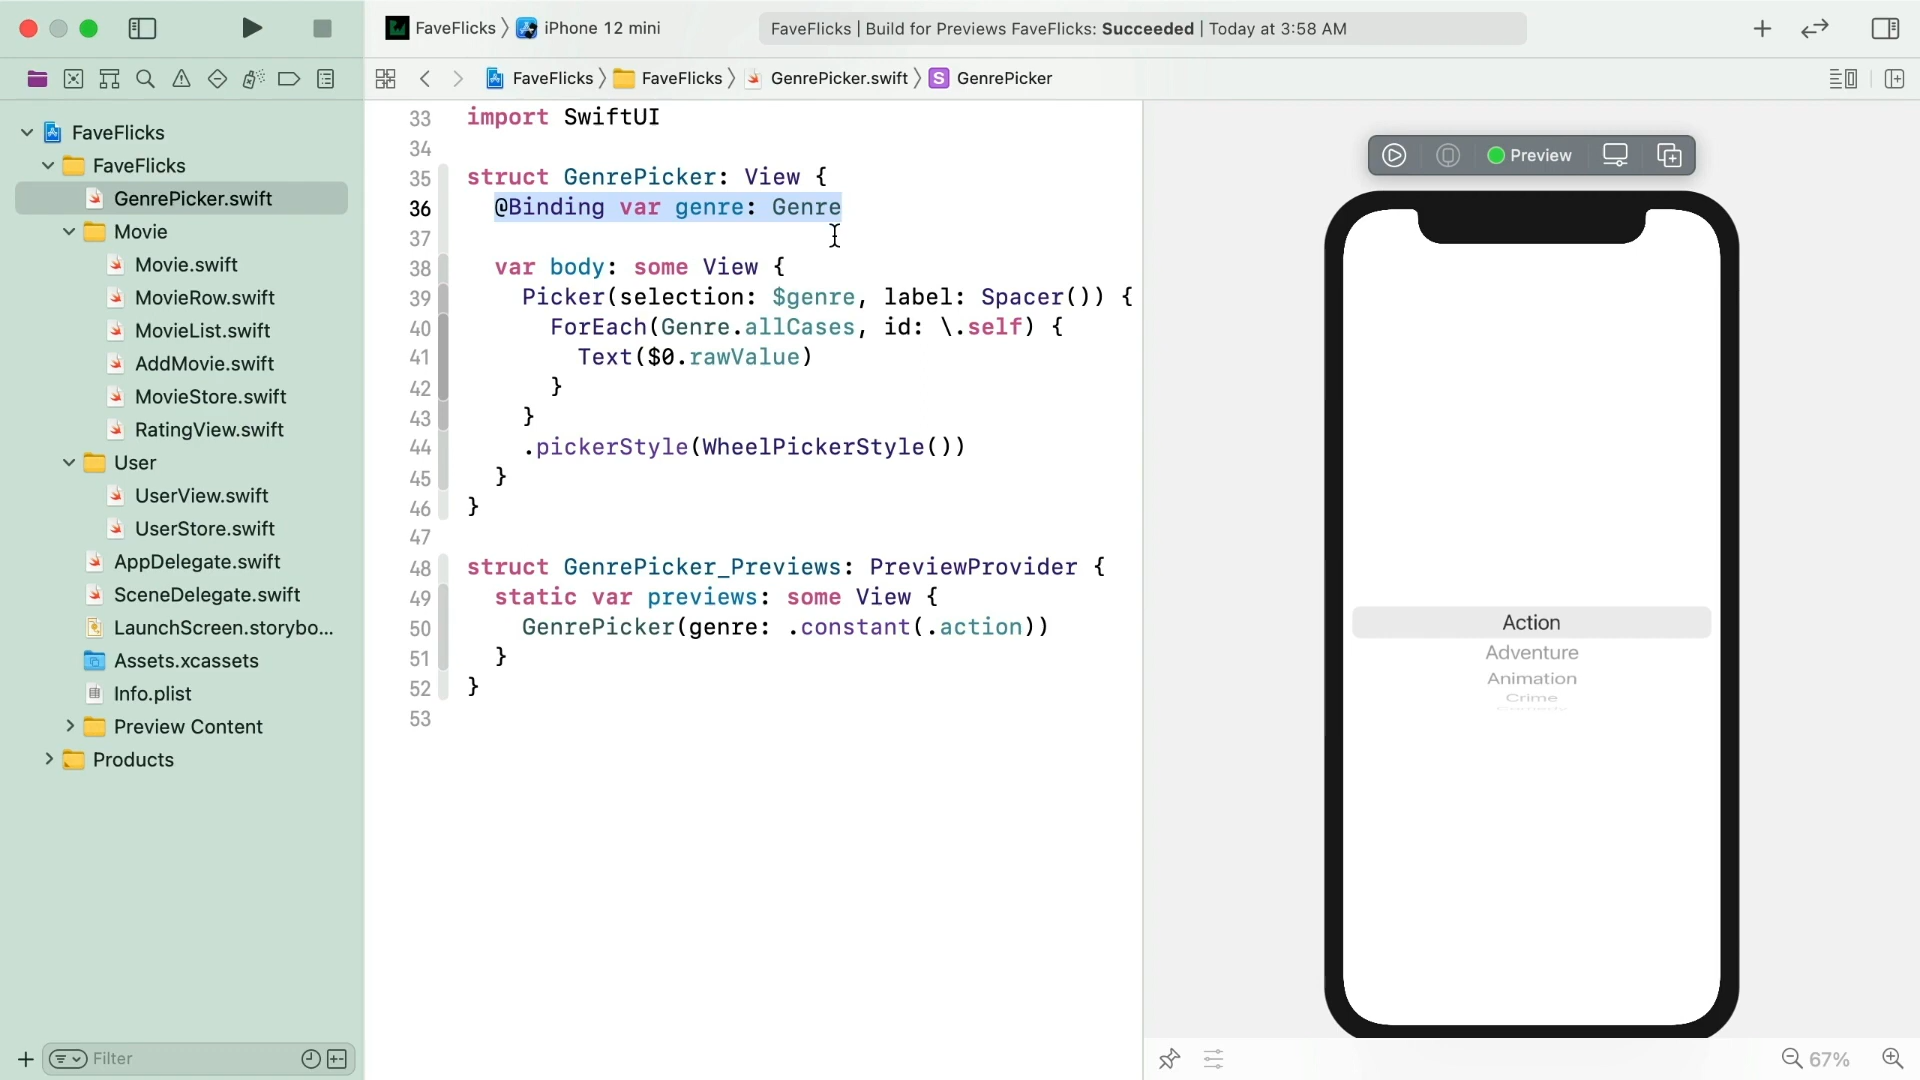 FaveFlicks
iPhone 12 mini
FaveFlicks | Build for Previews FaveFlicks: Succeeded | Today at 3:58 AM
FaveFlicks
FaveFlicks
GenrePicker.swift
S GenrePicker
FaveFlicks
FaveFlicks
GenrePicker.swift
Movie
Movie.swift
MovieRow.swift
MovieList.swift
AddMovie.swift
MovieStore.swift
RatingView.swift
User
UserView.swift
UserStore.swift
AppDelegate.swift
SceneDelegate.swift
LaunchScreen.storybo...
Assets.xcassets
Info.plist
Preview Content
Products
Filter
33 import SwiftUI
34
35 struct GenrePicker: View {
36 @Binding var genre: Genre
37
38 var body: some View {
39 Picker(selection: $genre, label: Spacer()) {
40 ForEach(Genre.allCases, id: \.self) {
41 Text($0.rawValue)
42 }
43 }
44 .pickerStyle(WheelPickerStyle())
45 }
46 }
47
48 struct GenrePicker_Previews: PreviewProvider {
49 static var previews: some View {
50 GenrePicker(genre: .constant(.action))
51 }
52 }
53
Preview
Action
Adventure
Animation
Crime
67%